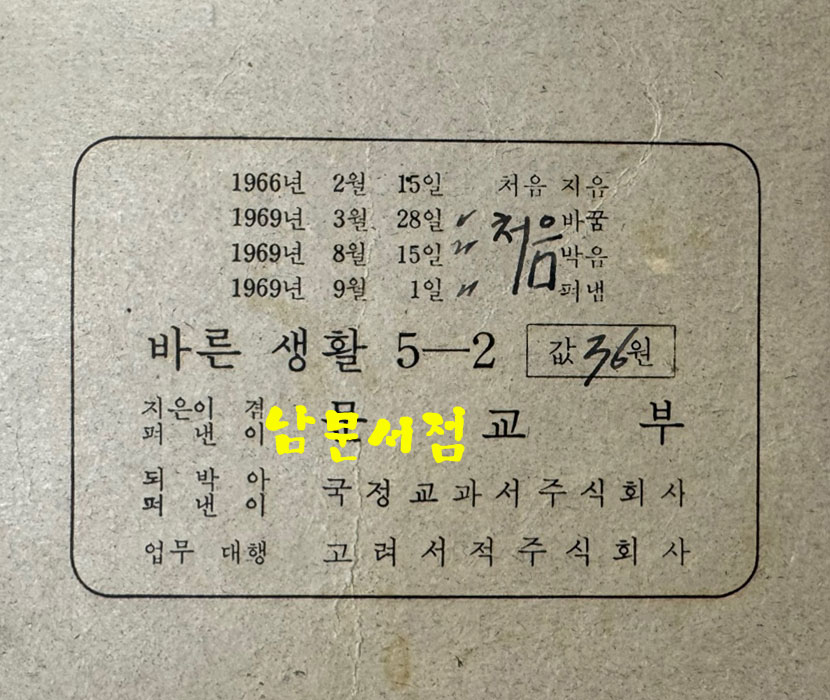 1966년 2월 15일 처음 지음
1969년 3월 28일 〃 처음 바꿈
1969년 8월 15일 〃 박음
1969년 9월 1일 〃 펴냄
바른 생활 5—2 값 36원
지은이 겸 펴낸이 문교부
남문서점
되박아 펴낸이 국정교과서주식회사
업무 대행 고려서적주식회사